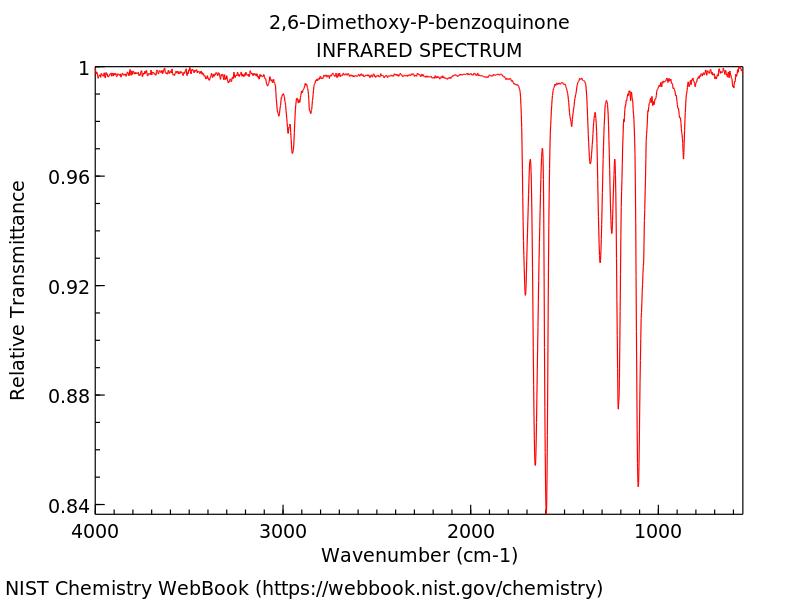 2,6-Dimethoxy-P-benzoquinone
INFRARED SPECTRUM
1
0.96
0.92
0.88
0.84
Relative Transmittance
4000 3000 2000 1000
Wavenumber (cm-1)
NIST Chemistry WebBook (https://webbook.nist.gov/chemistry)